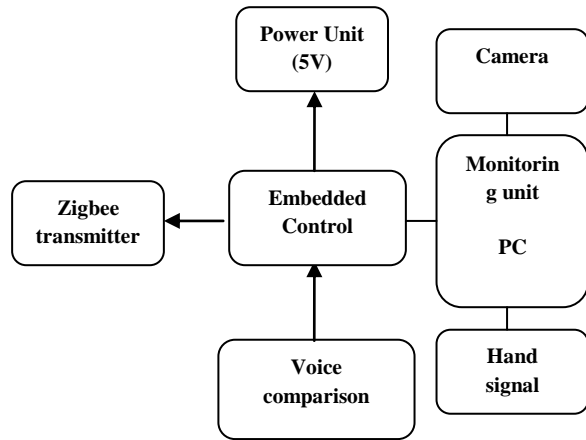 Power Unit
(5V)
Camera
Zigbee
transmitter
Embedded
Control
Monitorin
g unit
PC
Voice
comparison
Hand
signal